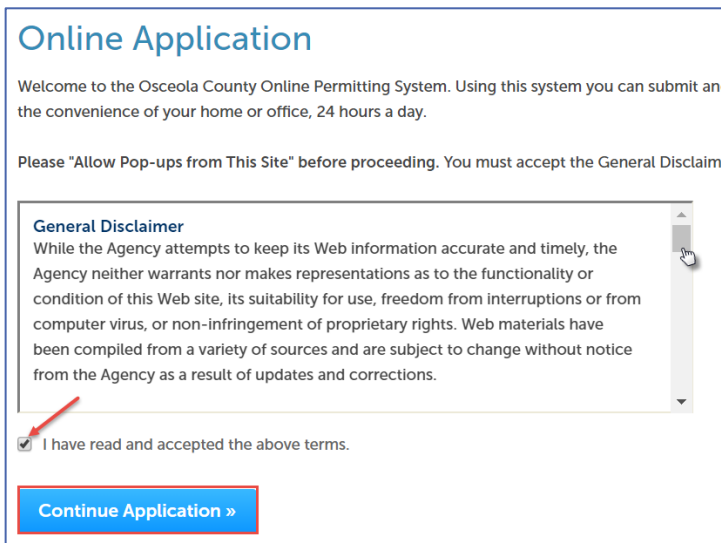 Online Application
Welcome to the Osceola County Online Permitting System. Using this system you can submit an
the convenience of your home or office, 24 hours a day.
Please "Allow Pop-ups from This Site" before proceeding. You must accept the General Disclaim
General Disclaimer
While the Agency attempts to keep its Web information accurate and timely, the
Agency neither warrants nor makes representations as to the functionality or
condition of this Web site, its suitability for use, freedom from interruptions or from
computer virus, or non-infringement of proprietary rights. Web materials have
been compiled from a variety of sources and are subject to change without notice
from the Agency as a result of updates and corrections.
I have read and accepted the above terms.
Continue Application »